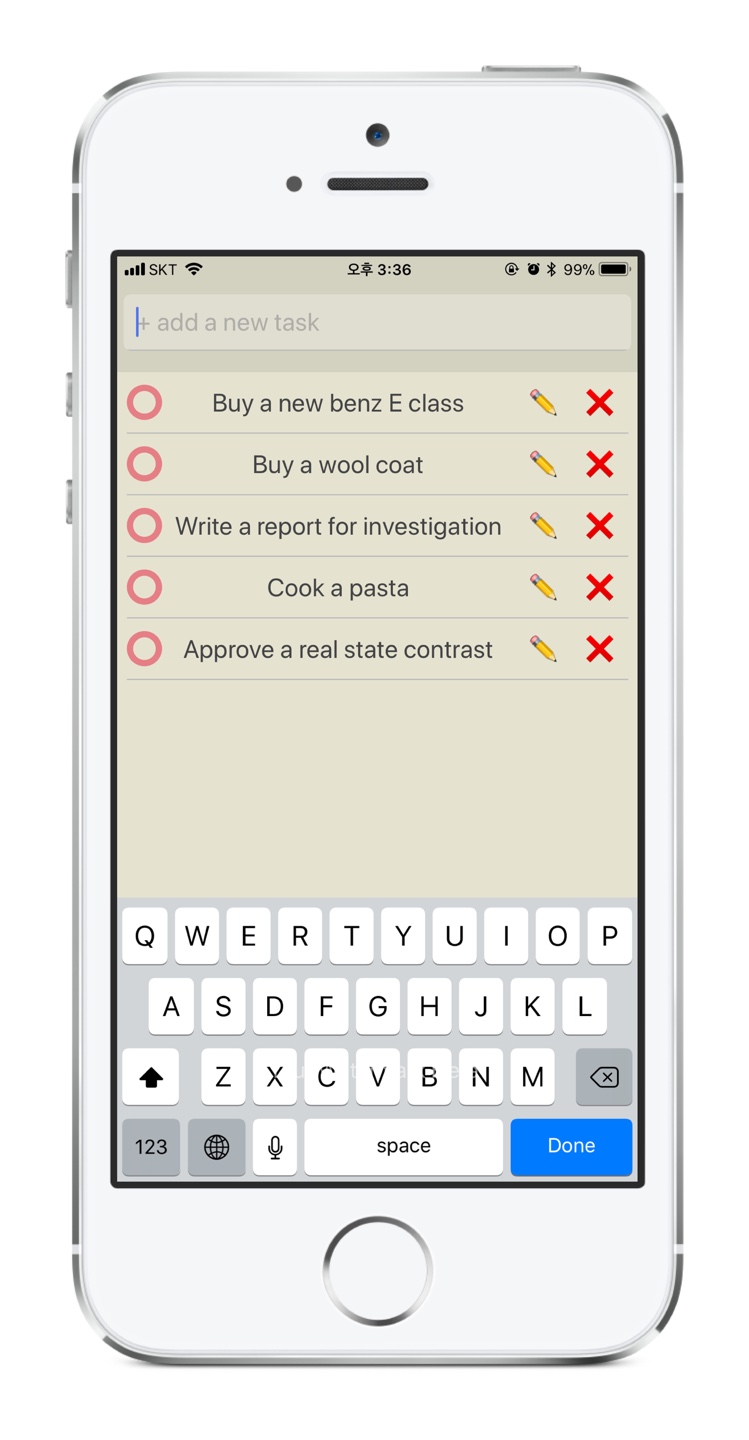 SKT 오후 3:36 99%
+ add a new task
Buy a new benz E class
Buy a wool coat
Write a report for investigation
Cook a pasta
Approve a real state contrast
Q W E R T Y U I O P
A S D F G H J K L
Z X C V B N M
123 space Done